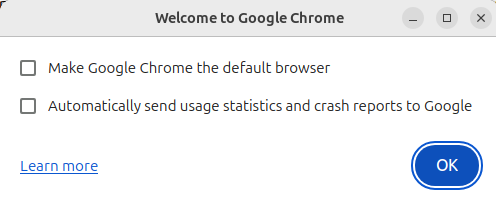 Welcome to Google Chrome
Make Google Chrome the default browser
Automatically send usage statistics and crash reports to Google
Learn more
OK